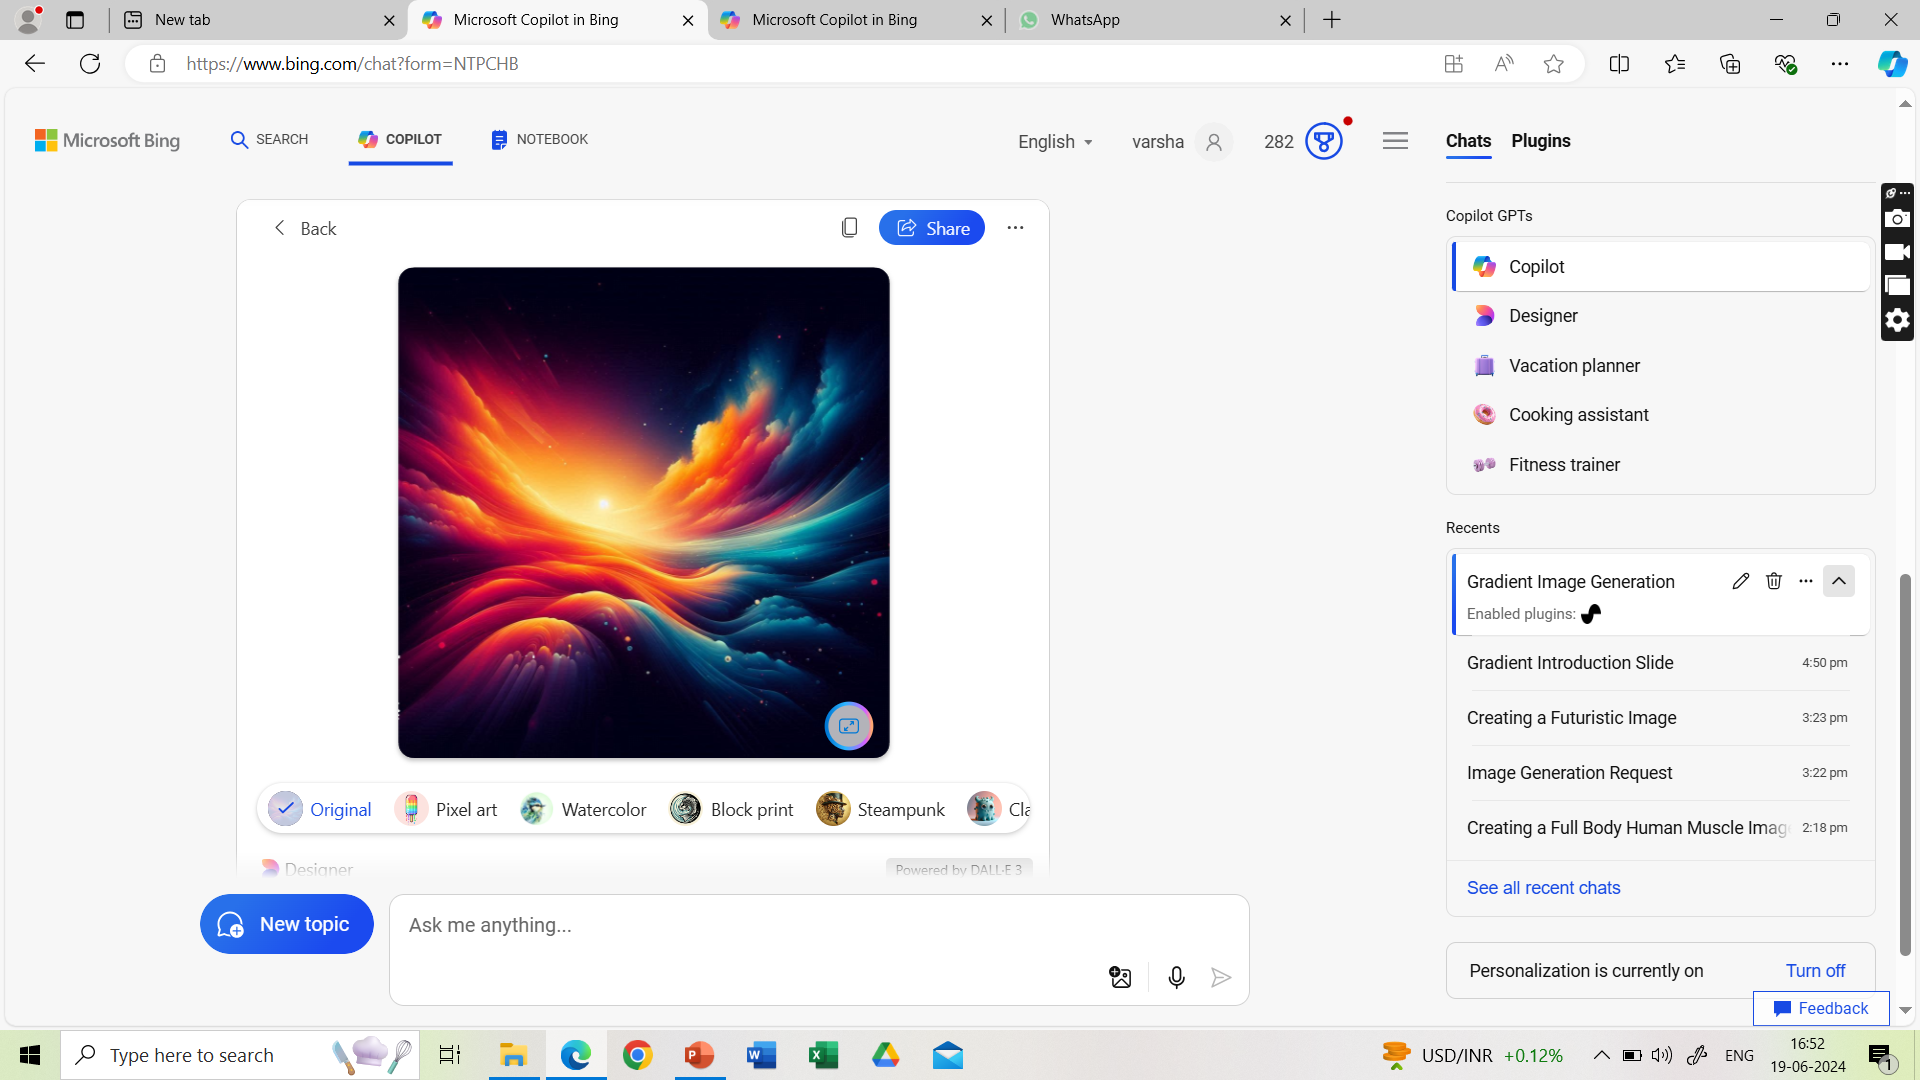 New tab
Microsoft Copilot in Bing
Microsoft Copilot in Bing
WhatsApp
https://www.bing.com/chat?form=NTPCHB
Microsoft Bing
SEARCH
COPILOT
NOTEBOOK
English
varsha
282
Chats
Plugins
Back
Share
Original
Pixel art
Watercolor
Block print
Steampunk
Cla
Designer
Powered by DALL·E 3
New topic
Ask me anything...
Copilot GPTs
Copilot
Designer
Vacation planner
Cooking assistant
Fitness trainer
Recents
Gradient Image Generation
Enabled plugins:
Gradient Introduction Slide 4:50 pm
Creating a Futuristic Image 3:23 pm
Image Generation Request 3:22 pm
Creating a Full Body Human Muscle Imag 2:18 pm
See all recent chats
Personalization is currently on Turn off
Feedback
Type here to search
USD/INR +0.12%
ENG
16:52
19-06-2024
1